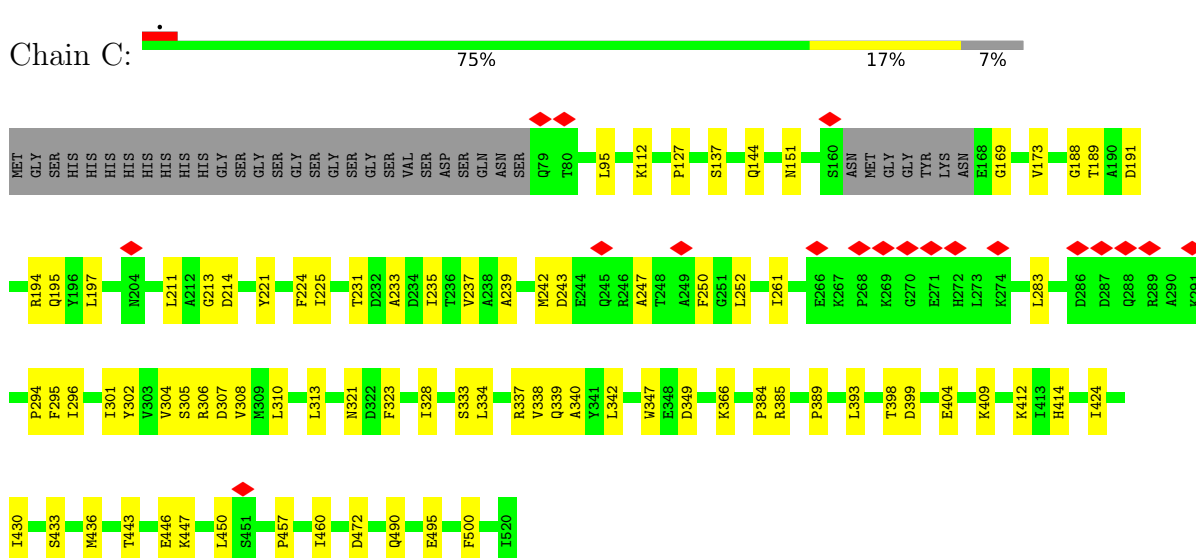 Chain C:
•
75% 17% 7%
MET GLY SER HIS HIS HIS HIS HIS HIS HIS HIS GLY SER GLY SER GLY SER GLY SER GLY SER VAL SER ASP SER GLN ASN SER Q79 T80 L95 K112 P127 S137 Q144 N151 S160 ASN MET GLY GLY TYR LYS ASN E168 G169 V173 G188 T189 A190 D191
R194 Q195 Y196 L197 N204 L211 A212 G213 D214 Y221 F224 I225 T231 D232 A233 D234 I235 T236 V237 A238 A239 M242 D243 E244 Q245 R246 A247 T248 A249 F250 G251 L252 I261 E266 K267 P268 K269 G270 E271 H272 L273 K274 L283 D286 D287 Q288 R289 A290 K291
P294 F295 I296 I301 Y302 V303 V304 S305 R306 D307 V308 M309 L310 L313 N321 D322 F323 I328 S333 L334 R337 V338 Q339 A340 Y341 L342 W347 E348 D349 K366 P384 R385 P389 L393 T398 D399 E404 K409 K412 I413 H414 I424
I430 S433 M436 T443 E446 K447 L450 S451 P457 I460 D472 Q490 E495 F500 I520